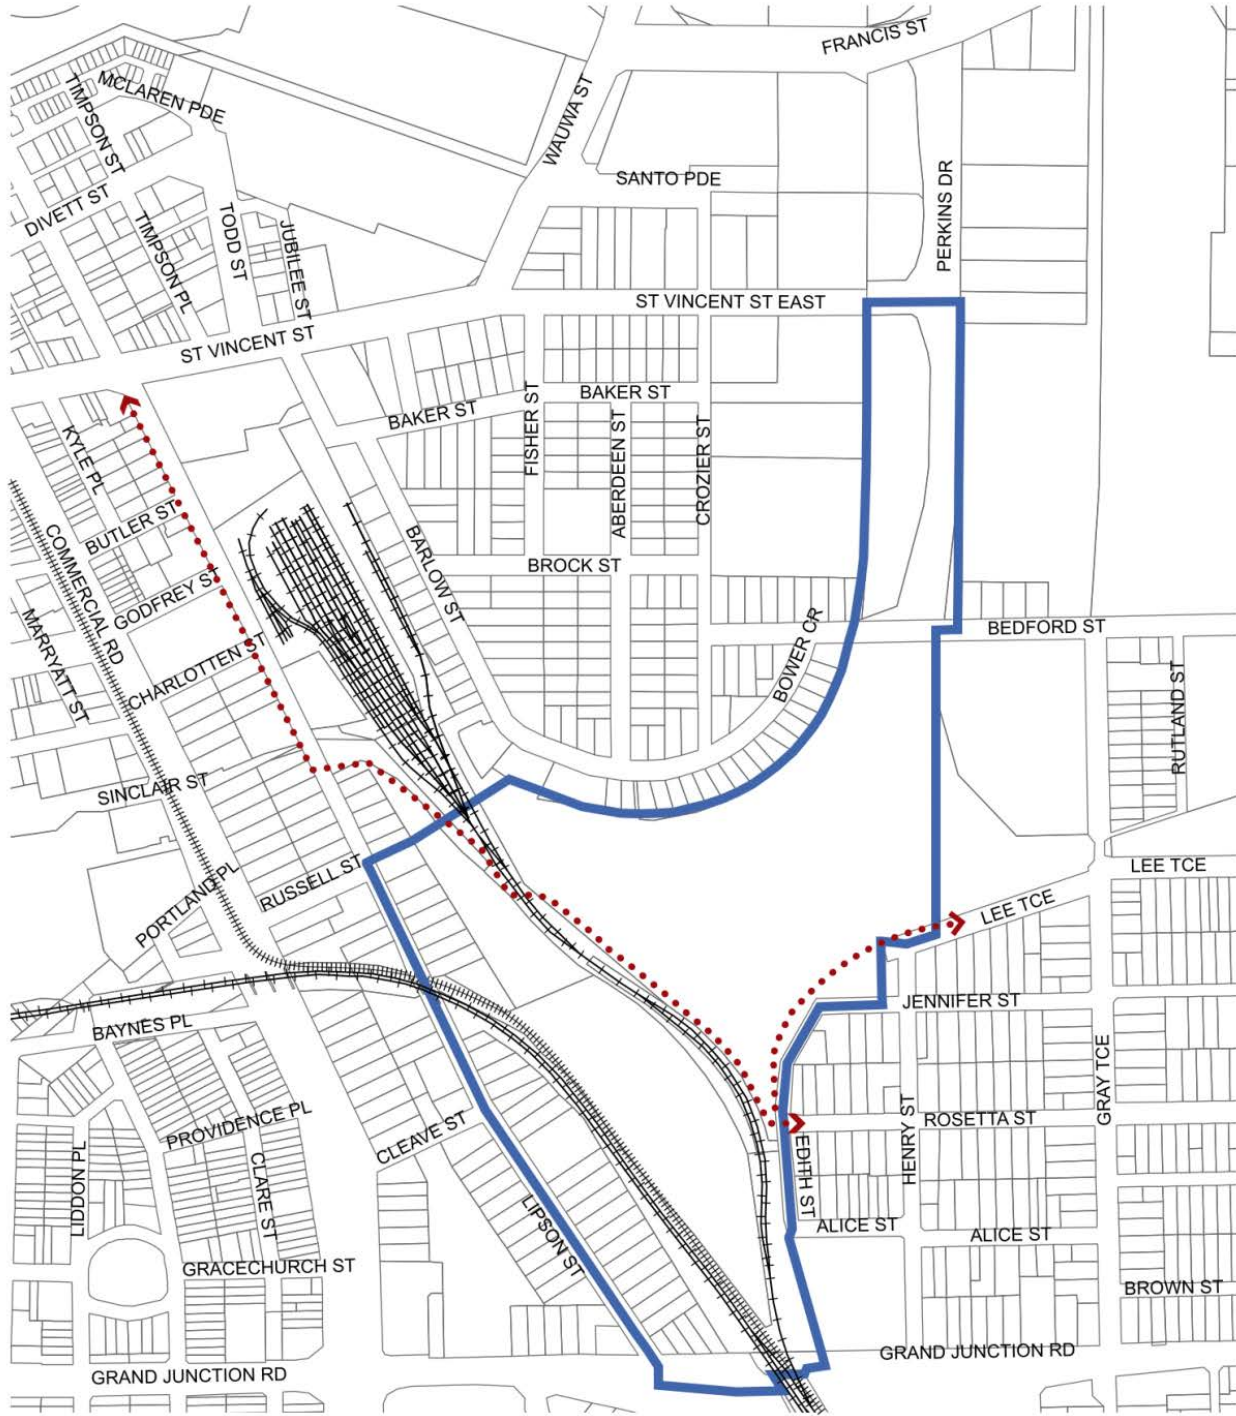 FRANCIS ST
MCLAREN PDE
TIMPSON ST
WAUWA ST
SANTO PDE
DIVETT ST
TIMPSON PL
TODD ST
JUBILEE ST
PERKINS DR
ST VINCENT ST EAST
ST VINCENT ST
BAKER ST
BAKER ST
FISHER ST
ABERDEEN ST
CROZIER ST
KYLE PL
BUTLER ST
COMMERCIAL RD
GODFREY ST
BARLOW ST
BROCK ST
MARRYATT ST
CHARLOTTEN ST
BOWER CR
BEDFORD ST
RUTLAND ST
SINCLAIR ST
PORTLAND PL
RUSSELL ST
LEE TCE
LEE TCE
JENNIFER ST
BAYNES PL
GRAY TCE
PROVIDENCE PL
CLEAVE ST
ROSETTA ST
HENRY ST
EDITH ST
LIDDON PL
CLARE ST
LIPSON ST
ALICE ST
ALICE ST
GRACECHURCH ST
BROWN ST
GRAND JUNCTION RD
GRAND JUNCTION RD